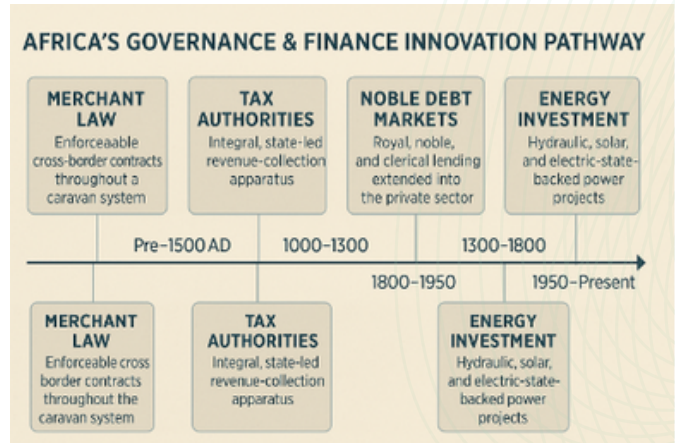 AFRICA'S GOVERNANCE & FINANCE INNOVATION PATHWAY
MERCHANT
LAW
Enforceaable
cross-border contracts
throughout a
caravan system
TAX
AUTHORITIES
Integral, state-led
revenue-collection
apparatus
NOBLE DEBT
MARKETS
Royal, noble,
and clerical lending
extended into
the private sector
ENERGY
INVESTMENT
Hydraulic, solar,
and electric-state-
backed power
projects
Pre–1500 AD
1000–1300
1300–1800
1800–1950
1950–Present
MERCHANT
LAW
Enforceable cross
border contracts
throughout the
caravan system
TAX
AUTHORITIES
Integral, state-led
revenue-collection
apparatus
ENERGY
INVESTMENT
Hydraulic, solar,
and electric-state-
backed power
projects